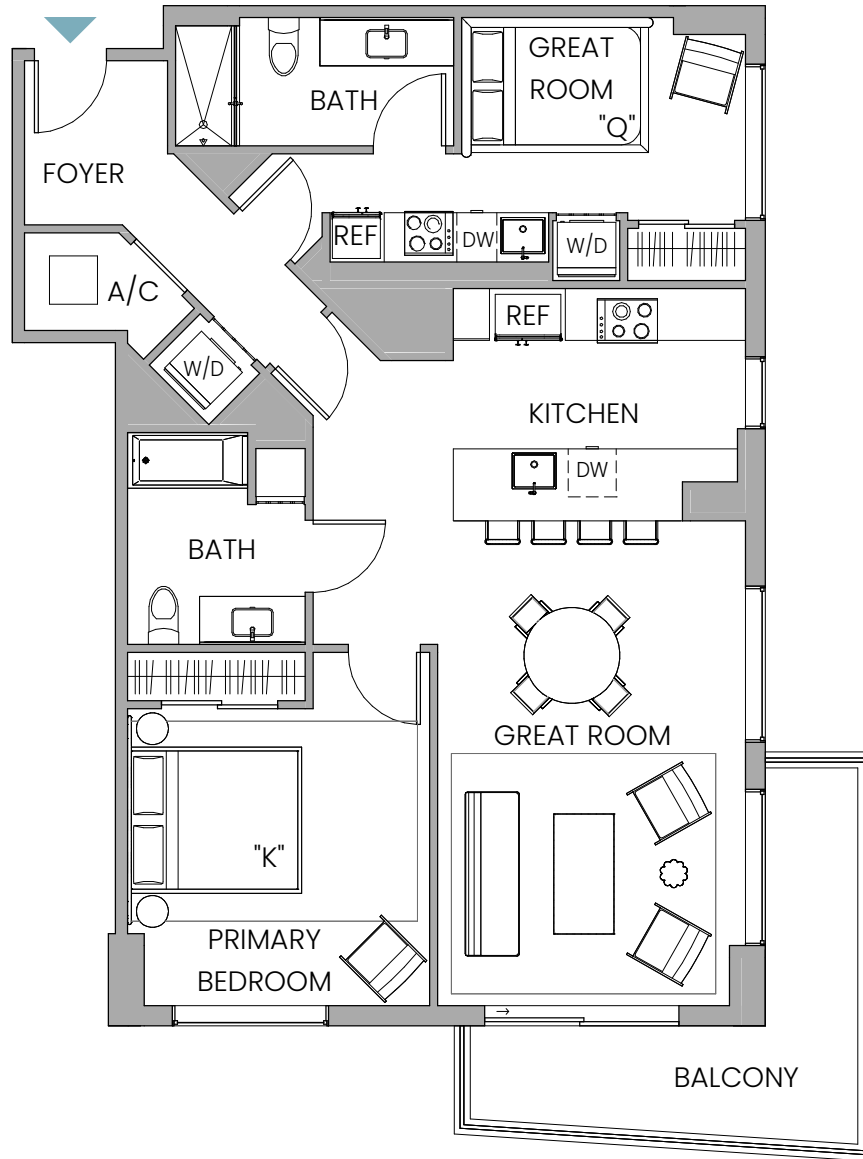 GREAT
ROOM
"Q"
BATH
FOYER
REF
DW
W/D
A/C
REF
W/D
KITCHEN
DW
BATH
GREAT ROOM
"K"
PRIMARY
BEDROOM
BALCONY